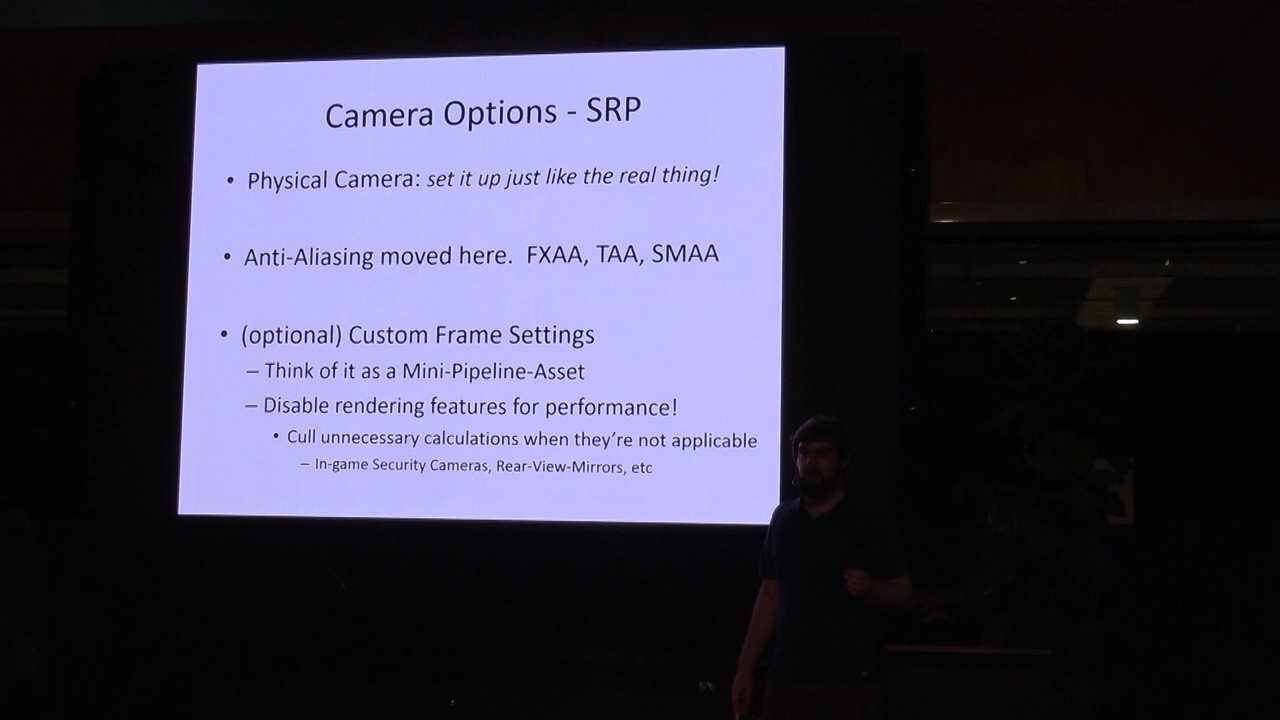 Camera Options - SRP
• Physical Camera: set it up just like the real thing!
• Anti-Aliasing moved here. FXAA, TAA, SMAA
• (optional) Custom Frame Settings
– Think of it as a Mini-Pipeline-Asset
– Disable rendering features for performance!
• Cull unnecessary calculations when they're not applicable
– In-game Security Cameras, Rear-View-Mirrors, etc